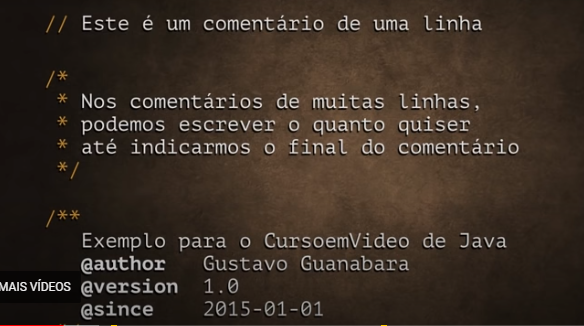 // Este é um comentário de uma linha
/*
* Nos comentários de muitas linhas,
* podemos escrever o quanto quiser
* até indicarmos o final do comentário
*/
/**
Exemplo para o CursoemVideo de Java
@author Gustavo Guanabara
MAIS VÍDEOS
@version 1.0
@since 2015-01-01